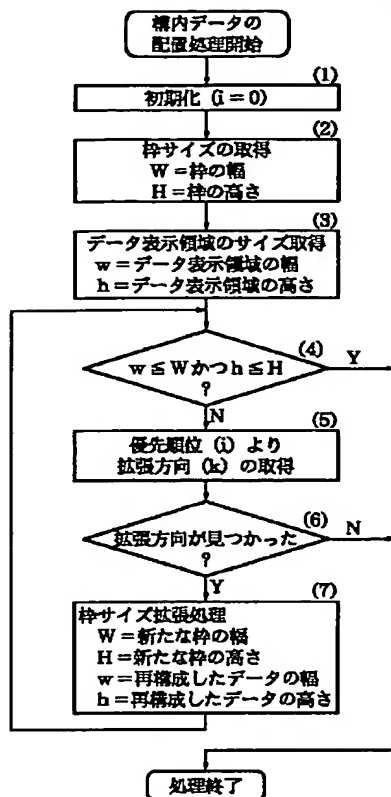 構内データの
配置処理開始
(1)
初期化 (i=0)
(2)
枠サイズの取得
W=枠の幅
H=枠の高さ
(3)
データ表示領域のサイズ取得
w=データ表示領域の幅
h=データ表示領域の高さ
(4)
w≦Wかつh≦H
?
Y
N
(5)
優先順位 (i) より
拡張方向 (k) の取得
(6)
拡張方向が見つかった
?
N
Y
(7)
枠サイズ拡張処理
W=新たな枠の幅
H=新たな枠の高さ
w=再構成したデータの幅
h=再構成したデータの高さ
処理終了